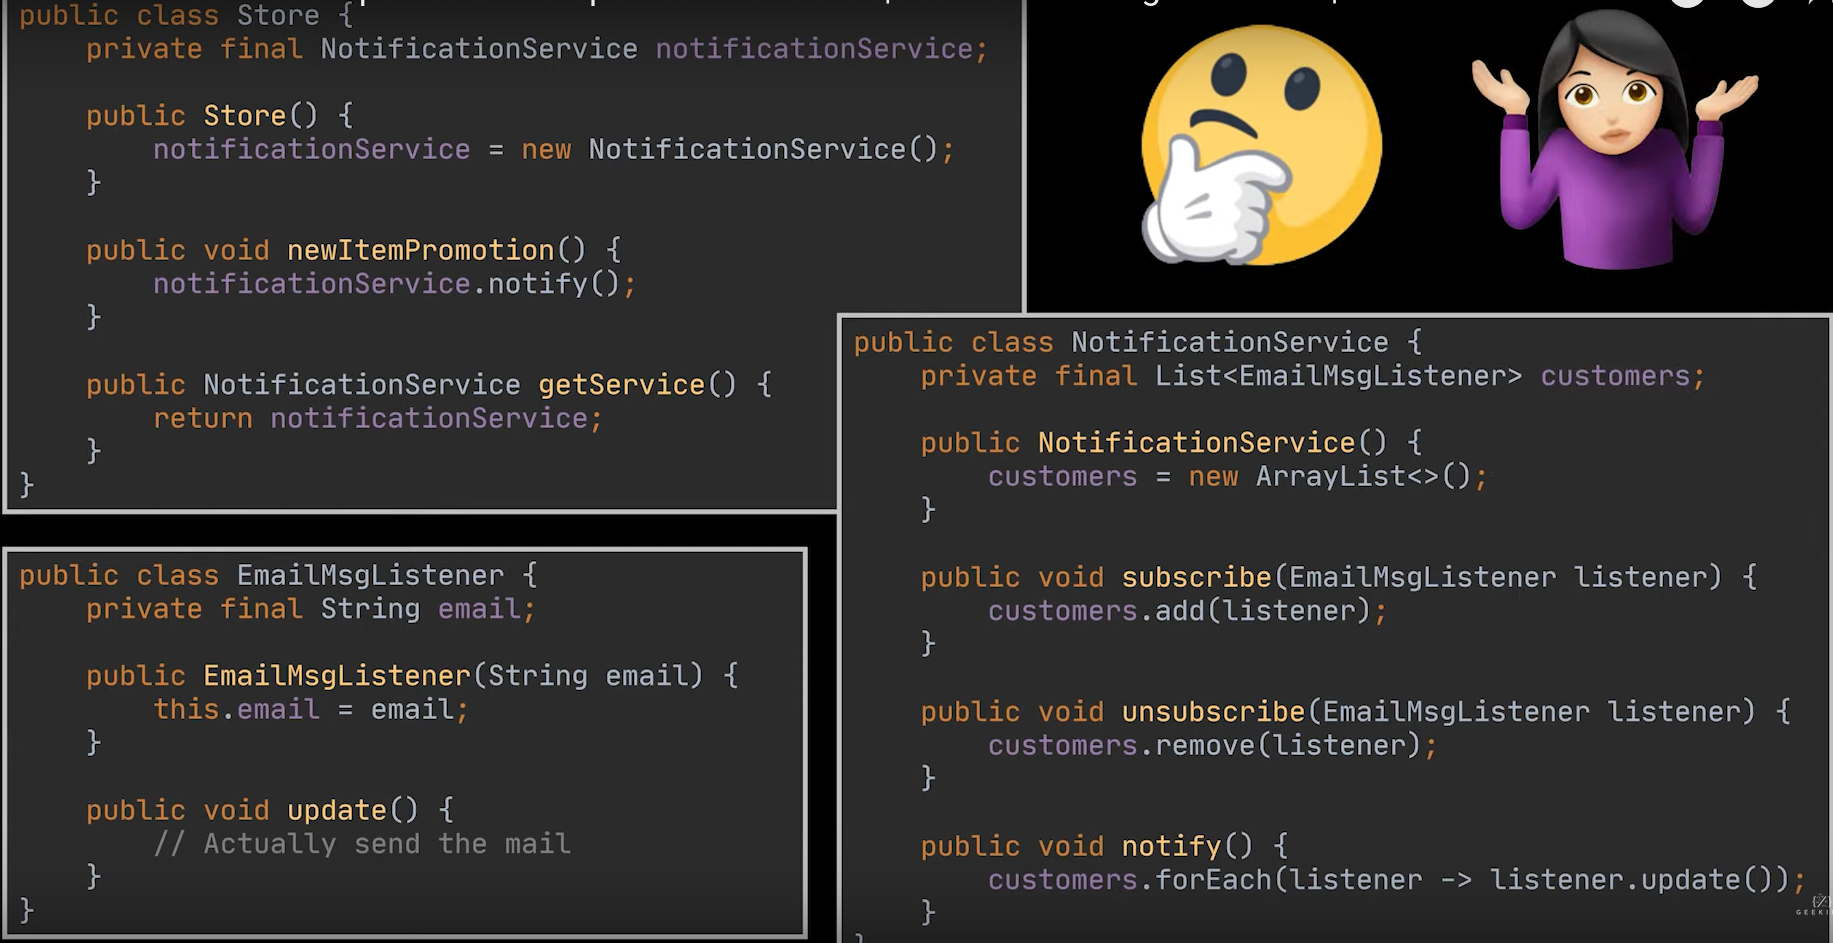 public class Store {
    private final NotificationService notificationService;
    public Store() {
        notificationService = new NotificationService();
    }
    public void newItemPromotion() {
        notificationService.notify();
    }
    public NotificationService getService() {
        return notificationService;
    }
}
public class EmailMsgListener {
    private final String email;
    public EmailMsgListener(String email) {
        this.email = email;
    }
    public void update() {
        // Actually send the mail
    }
}
public class NotificationService {
    private final List<EmailMsgListener> customers;
    public NotificationService() {
        customers = new ArrayList<>();
    }
    public void subscribe(EmailMsgListener listener) {
        customers.add(listener);
    }
    public void unsubscribe(EmailMsgListener listener) {
        customers.remove(listener);
    }
    public void notify() {
        customers.forEach(listener -> listener.update());
    }
}
GEEKI